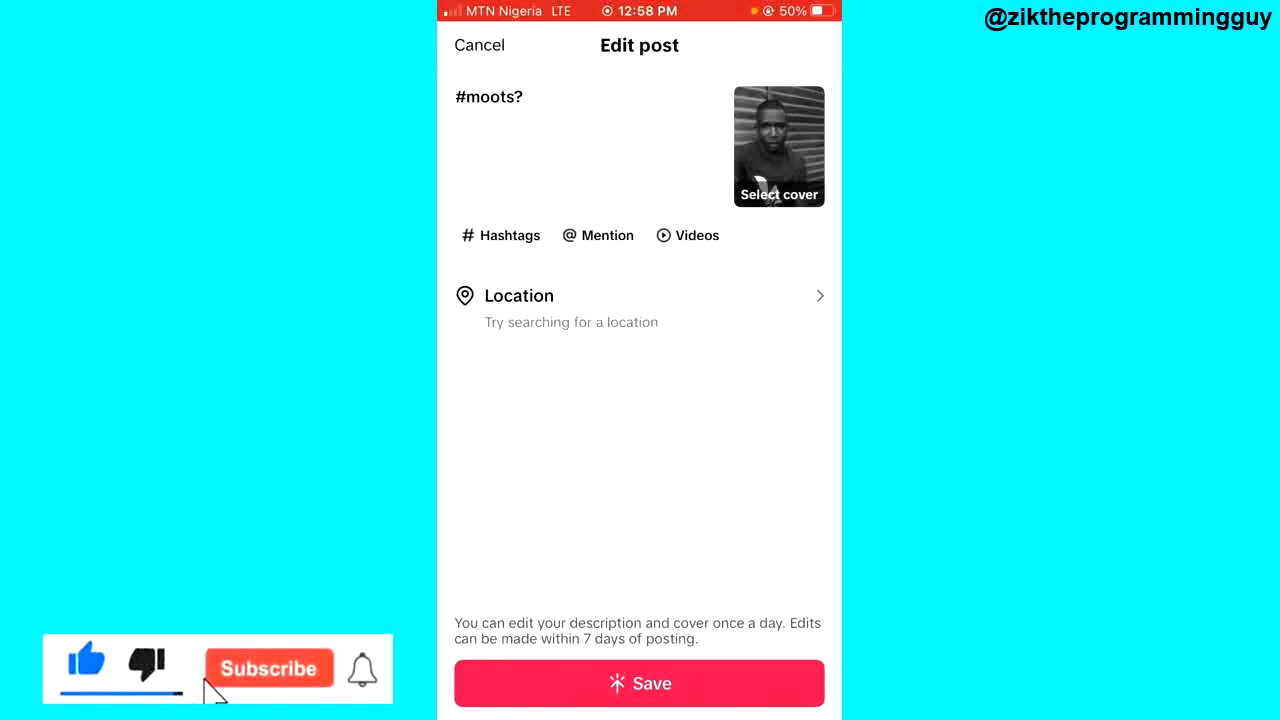 @ziktheprogrammingguy
MTN Nigeria LTE 12:58 PM 50%
Cancel Edit post
#moots?
Select cover
# Hashtags @ Mention Videos
Location
Try searching for a location
You can edit your description and cover once a day. Edits
can be made within 7 days of posting.
Save
Subscribe